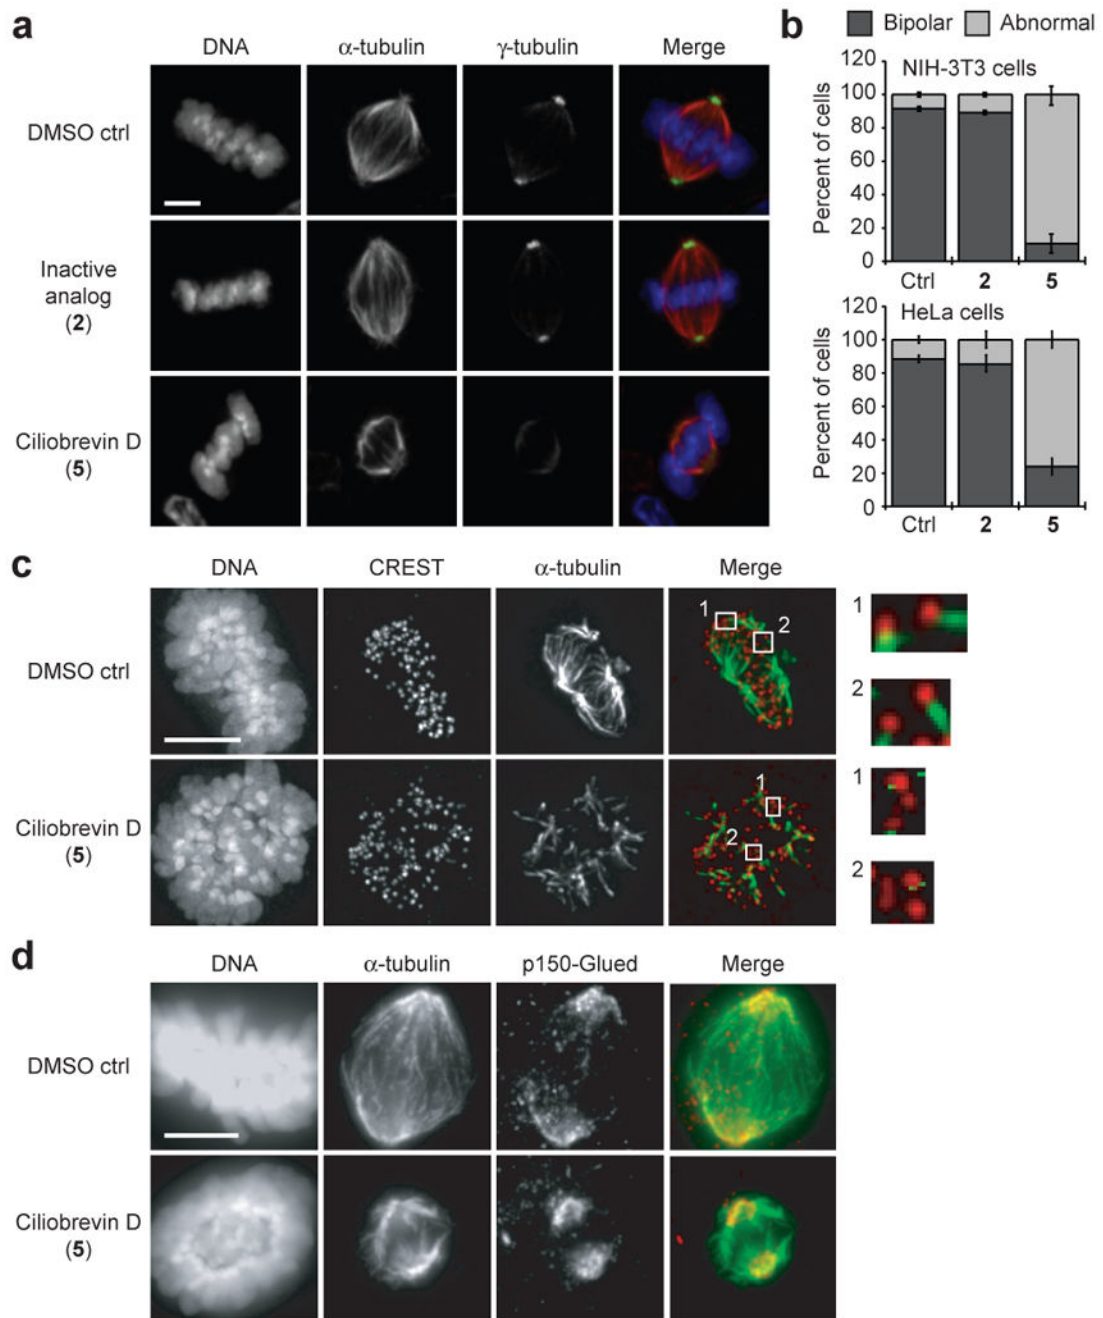 a
DNA
α-tubulin
γ-tubulin
Merge
DMSO ctrl
Inactive
analog
(2)
Ciliobrevin D
(5)
b
Bipolar
Abnormal
NIH-3T3 cells
Percent of cells
120
100
80
60
40
20
0
Ctrl
2
5
HeLa cells
Percent of cells
120
100
80
60
40
20
0
Ctrl
2
5
c
DNA
CREST
α-tubulin
Merge
DMSO ctrl
1
2
1
2
Ciliobrevin D
(5)
1
2
1
2
d
DNA
α-tubulin
p150-Glued
Merge
DMSO ctrl
Ciliobrevin D
(5)